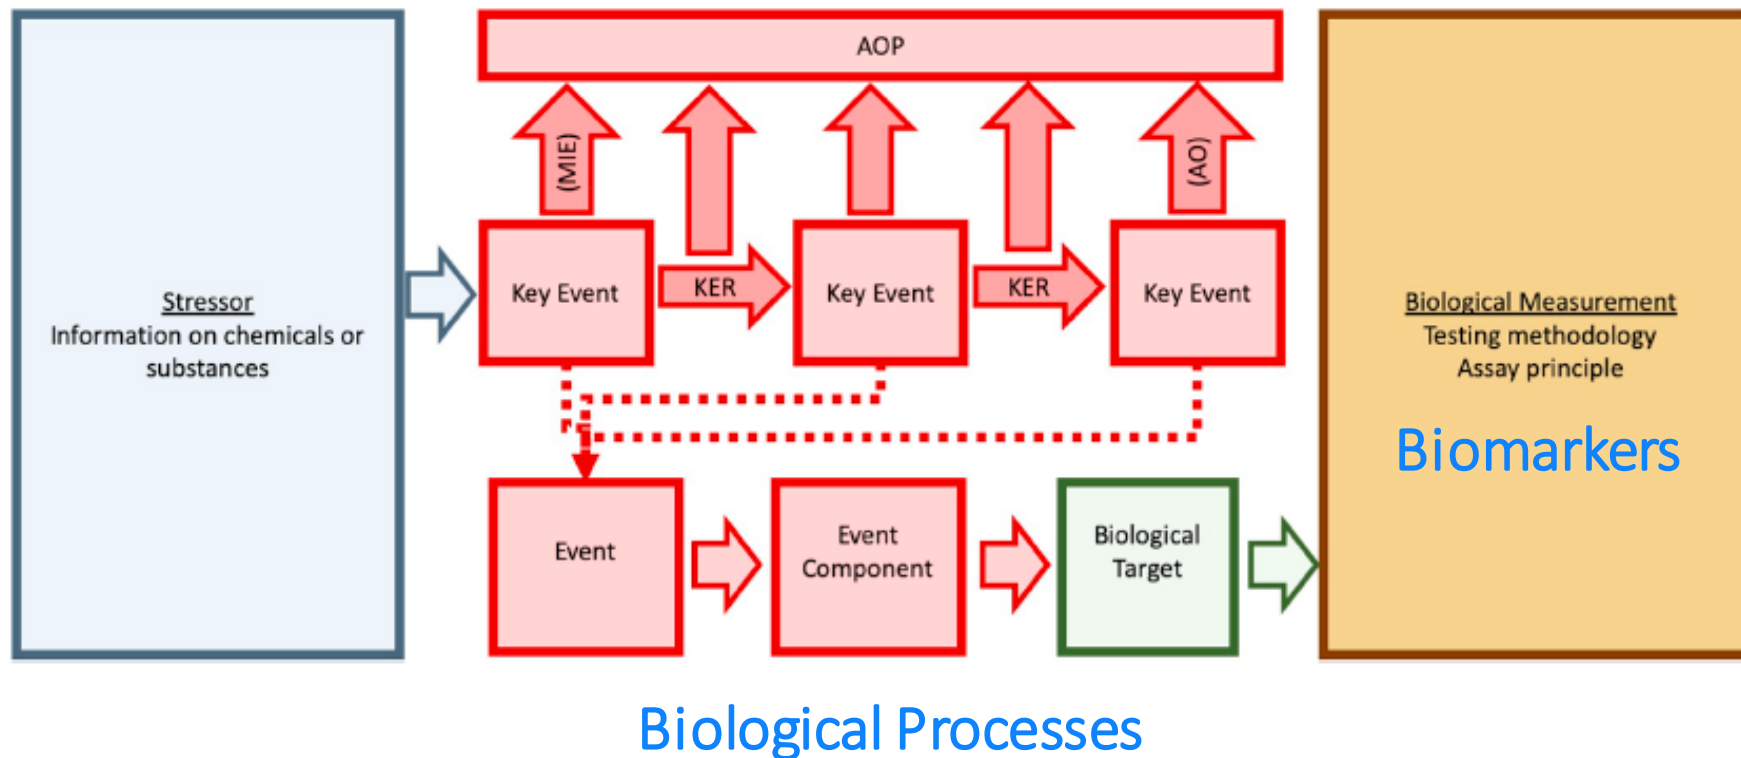 AOP
(MIE)
(AO)
Key Event
KER
Key Event
KER
Key Event
Stressor
Information on chemicals or
substances
Biological Measurement
Testing methodology
Assay principle
Biomarkers
Event
Event
Component
Biological
Target
Biological Processes